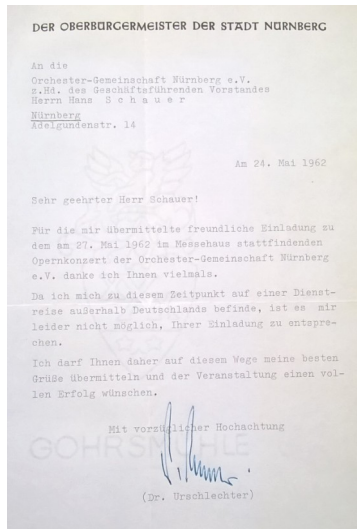 DER OBERBÜRGERMEISTER DER STADT NÜRNBERG
An die
Orchester-Gemeinschaft Nürnberg e.V.
z.Hd. des Geschäftsführenden Vorstandes
Herrn Hans S c h a u e r
Nürnberg
Adelgundenstr. 14
Am 24. Mai 1962
Sehr geehrter Herr Schauer!
Für die mir übermittelte freundliche Einladung zu
dem am 27. Mai 1962 im Messehaus stattfindenden
Opernkonzert der Orchester-Gemeinschaft Nürnberg
e.V. danke ich Ihnen vielmals.
Da ich mich zu diesem Zeitpunkt auf einer Dienst-
reise außerhalb Deutschlands befinde, ist es mir
leider nicht möglich, Ihrer Einladung zu entspre-
chen.
Ich darf Ihnen daher auf diesem Wege meine besten
Grüße übermitteln und der Veranstaltung einen vol-
len Erfolg wünschen.
Mit vorzüglicher Hochachtung
GOHRSMÜHLE
(Dr. Urschlechter)